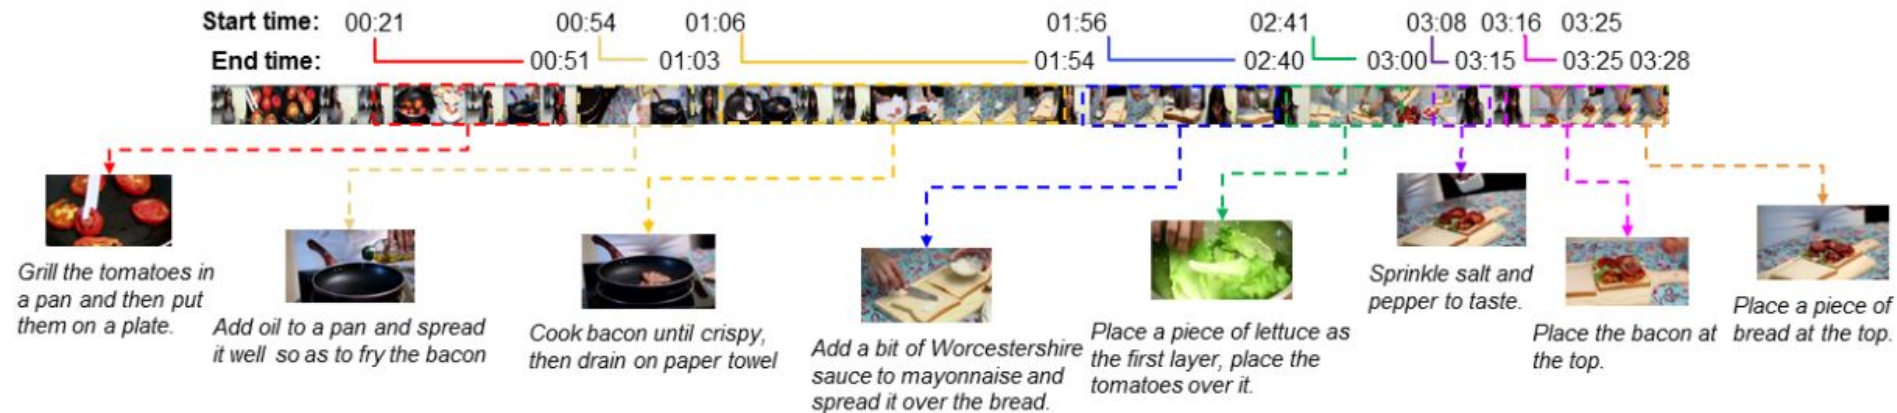 Start time: 00:21 00:54 01:06 01:56 02:41 03:08 03:16 03:25
End time: 00:51 01:03 01:54 02:40 03:00 03:15 03:25 03:28
Grill the tomatoes in
a pan and then put
them on a plate.
Add oil to a pan and spread
it well so as to fry the bacon
Cook bacon until crispy,
then drain on paper towel
Add a bit of Worcestershire
sauce to mayonnaise and
spread it over the bread.
Place a piece of lettuce as
the first layer, place the
tomatoes over it.
Sprinkle salt and
pepper to taste.
Place the bacon at
the top.
Place a piece of
bread at the top.